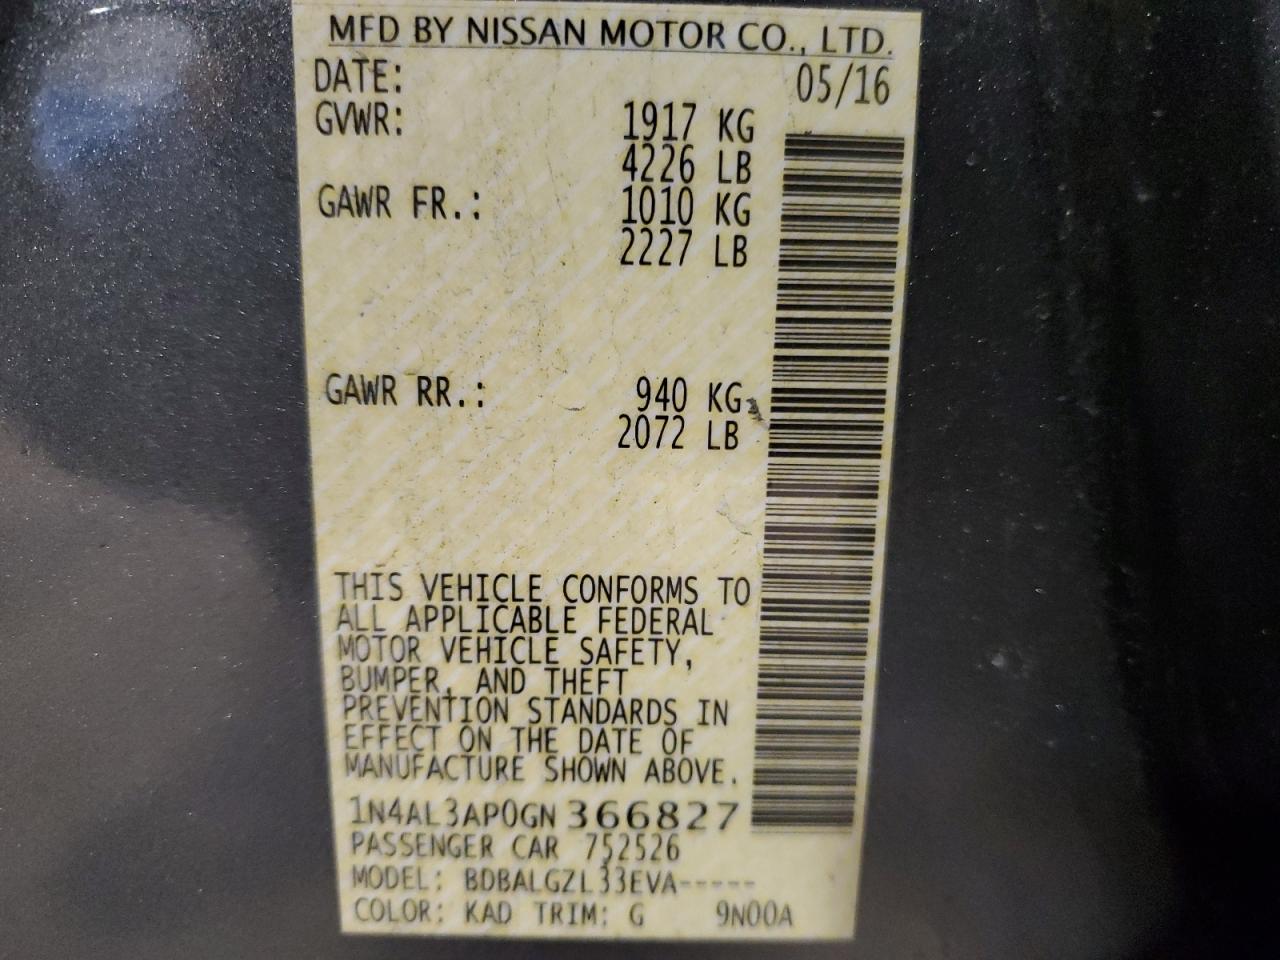 MFD BY NISSAN MOTOR CO., LTD.
DATE: 05/16
GVWR: 1917 KG
4226 LB
GAWR FR.: 1010 KG
2227 LB
GAWR RR.: 940 KG
2072 LB
THIS VEHICLE CONFORMS TO
ALL APPLICABLE FEDERAL
MOTOR VEHICLE SAFETY,
BUMPER, AND THEFT
PREVENTION STANDARDS IN
EFFECT ON THE DATE OF
MANUFACTURE SHOWN ABOVE.
1N4AL3AP0GN366827
PASSENGER CAR 752526
MODEL: BDBALGZL33EVA-----
COLOR: KAD TRIM: G 9N00A